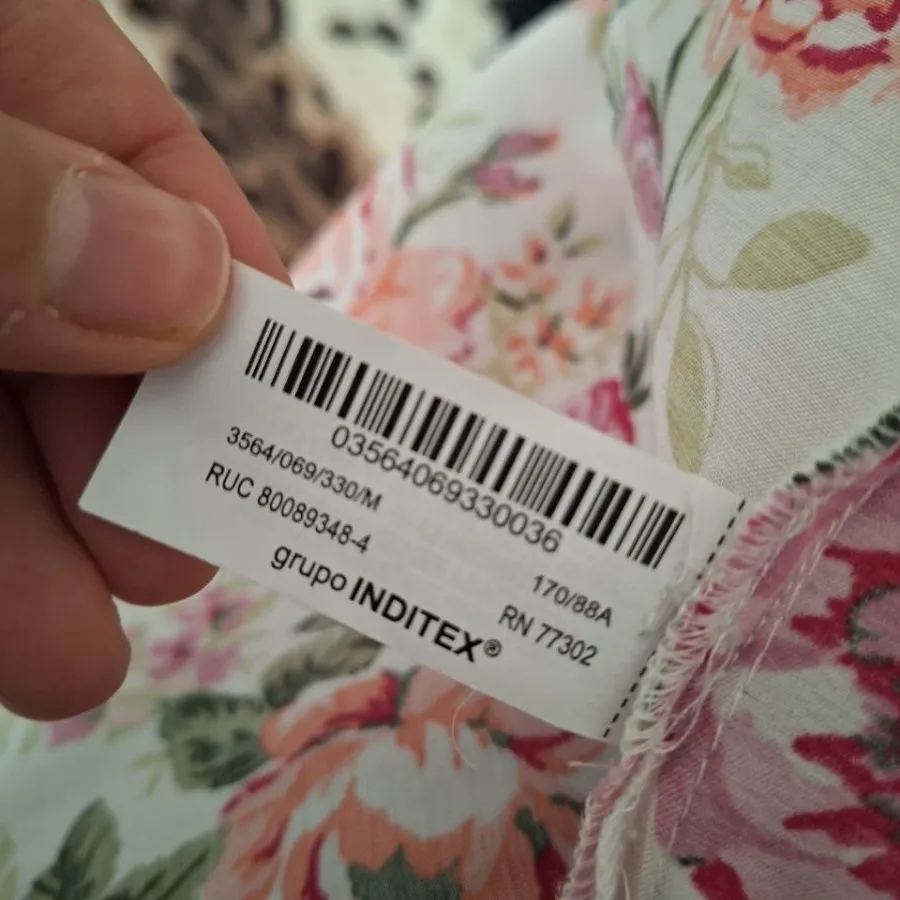 03564069330036
3564/069/330/M
170/88A
RUC 80089348-4
RN 77302
grupo INDITEX®